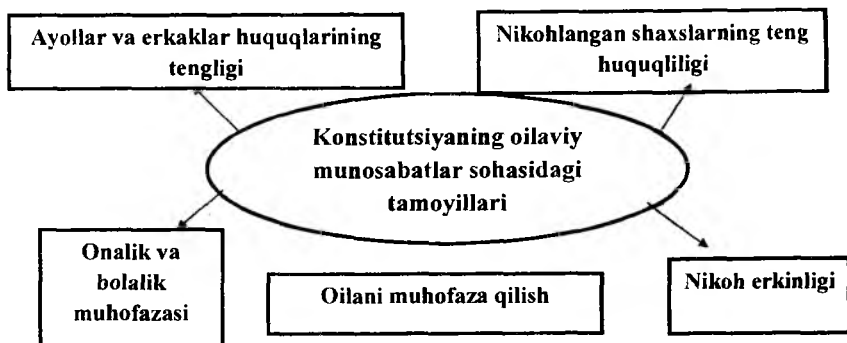 Ayollar va erkaklar huquqlarining
tengligi
Nikohlangan shaxslarning teng
huquqliligi
Konstitutsiyaning oilaviy
munosabatlar sohasidagi
tamoyillari
Onalik va
bolalik
muhofazasi
Oilani muhofaza qilish
Nikoh erkinligi